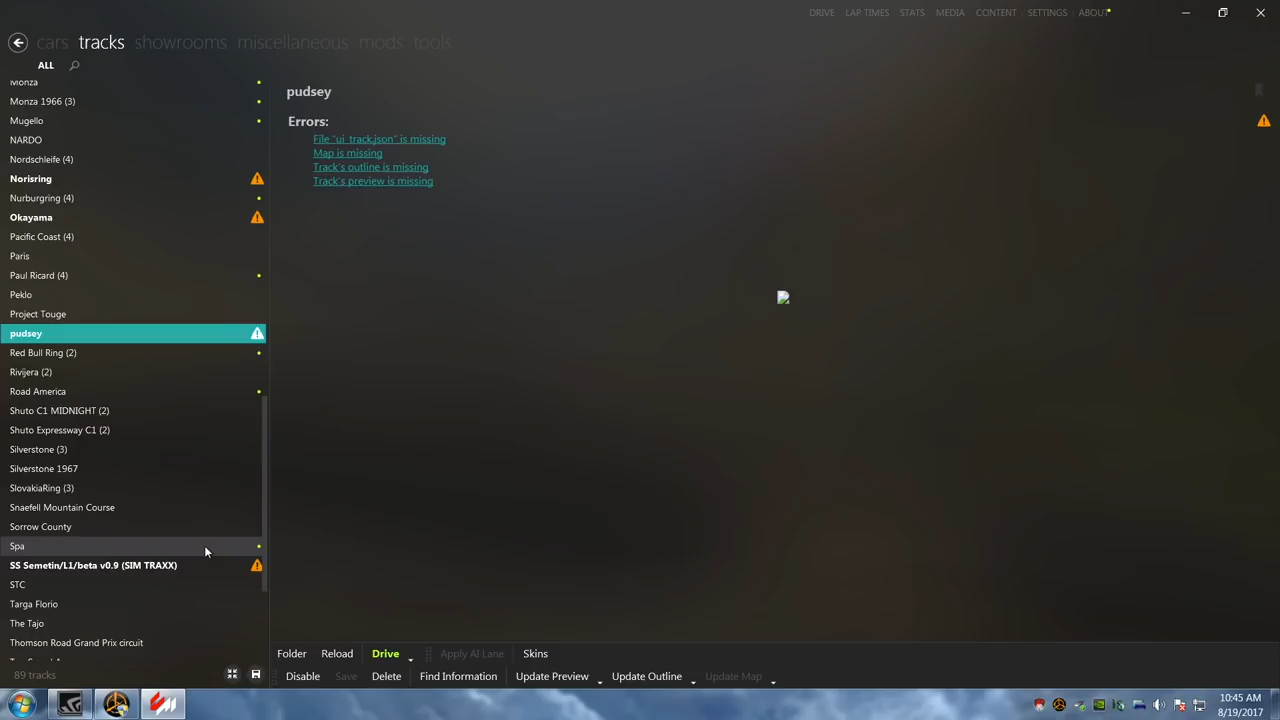 DRIVE LAP TIMES STATS MEDIA CONTENT SETTINGS ABOUT
cars tracks showrooms miscellaneous mods tools
ALL
Monza
Monza 1966 (3)
Mugello
NARDO
Nordschleife (4)
Norisring
Nurburgring (4)
Okayama
Pacific Coast (4)
Paris
Paul Ricard (4)
Peklo
Project Touge
pudsey
Red Bull Ring (2)
Rivijera (2)
Road America
Shuto C1 MIDNIGHT (2)
Shuto Expressway C1 (2)
Silverstone (3)
Silverstone 1967
SlovakiaRing (3)
Snaefell Mountain Course
Sorrow County
Spa
SS Semetin/L1/beta v0.9 (SIM TRAXX)
STC
Targa Florio
The Tajo
Thomson Road Grand Prix circuit
89 tracks
pudsey
Errors:
File "ui_track.json" is missing
Map is missing
Track's outline is missing
Track's preview is missing
Folder Reload Drive Apply AI Lane Skins
Disable Save Delete Find Information Update Preview Update Outline Update Map
10:45 AM
8/19/2017